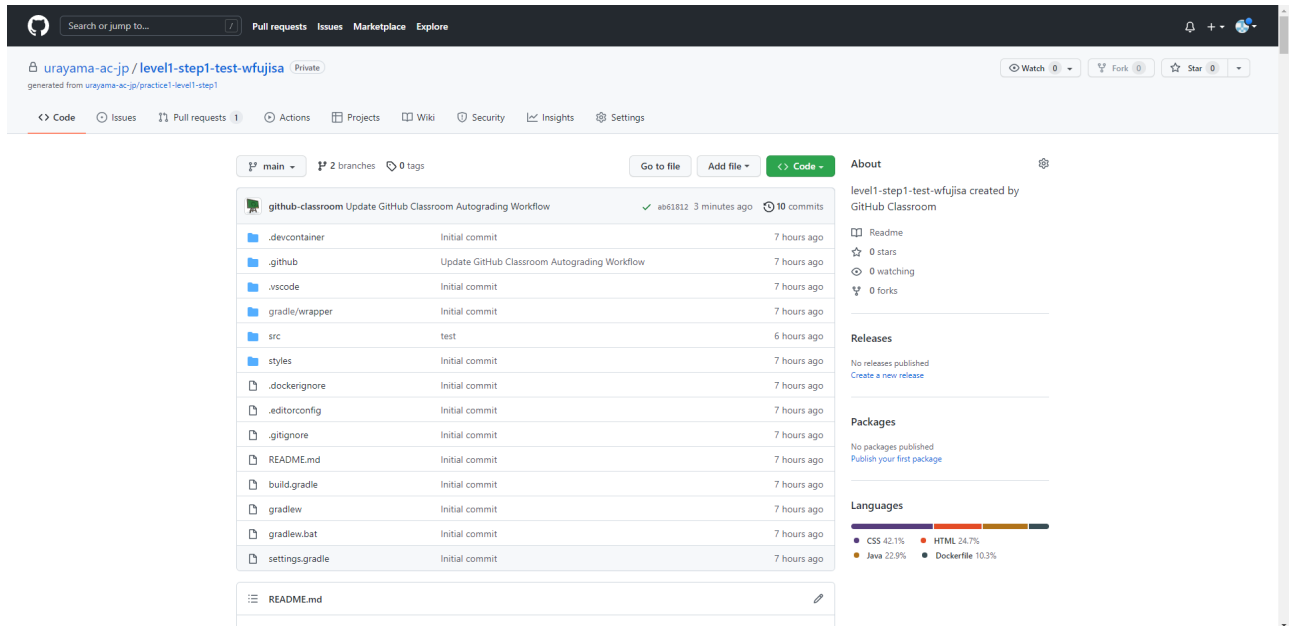 Search or jump to... / Pull requests Issues Marketplace Explore
urayama-ac-jp / level1-step1-test-wfujisa Private
Watch 0 Fork 0 Star 0
generated from urayama-ac-jp/practice1-level1-step1
<> Code Issues Pull requests 1 Actions Projects Wiki Security Insights Settings
main 2 branches 0 tags Go to file Add file <> Code
github-classroom Update GitHub Classroom Autograding Workflow ab61812 3 minutes ago 10 commits
.devcontainer Initial commit 7 hours ago
.github Update GitHub Classroom Autograding Workflow 7 hours ago
.vscode Initial commit 7 hours ago
gradle/wrapper Initial commit 7 hours ago
src test 6 hours ago
styles Initial commit 7 hours ago
.dockerignore Initial commit 7 hours ago
.editorconfig Initial commit 7 hours ago
.gitignore Initial commit 7 hours ago
README.md Initial commit 7 hours ago
build.gradle Initial commit 7 hours ago
gradlew Initial commit 7 hours ago
gradlew.bat Initial commit 7 hours ago
settings.gradle Initial commit 7 hours ago
README.md
About
level1-step1-test-wfujisa created by
GitHub Classroom
Readme
0 stars
0 watching
0 forks
Releases
No releases published
Create a new release
Packages
No packages published
Publish your first package
Languages
CSS 42.1% HTML 24.7%
Java 22.9% Dockerfile 10.3%